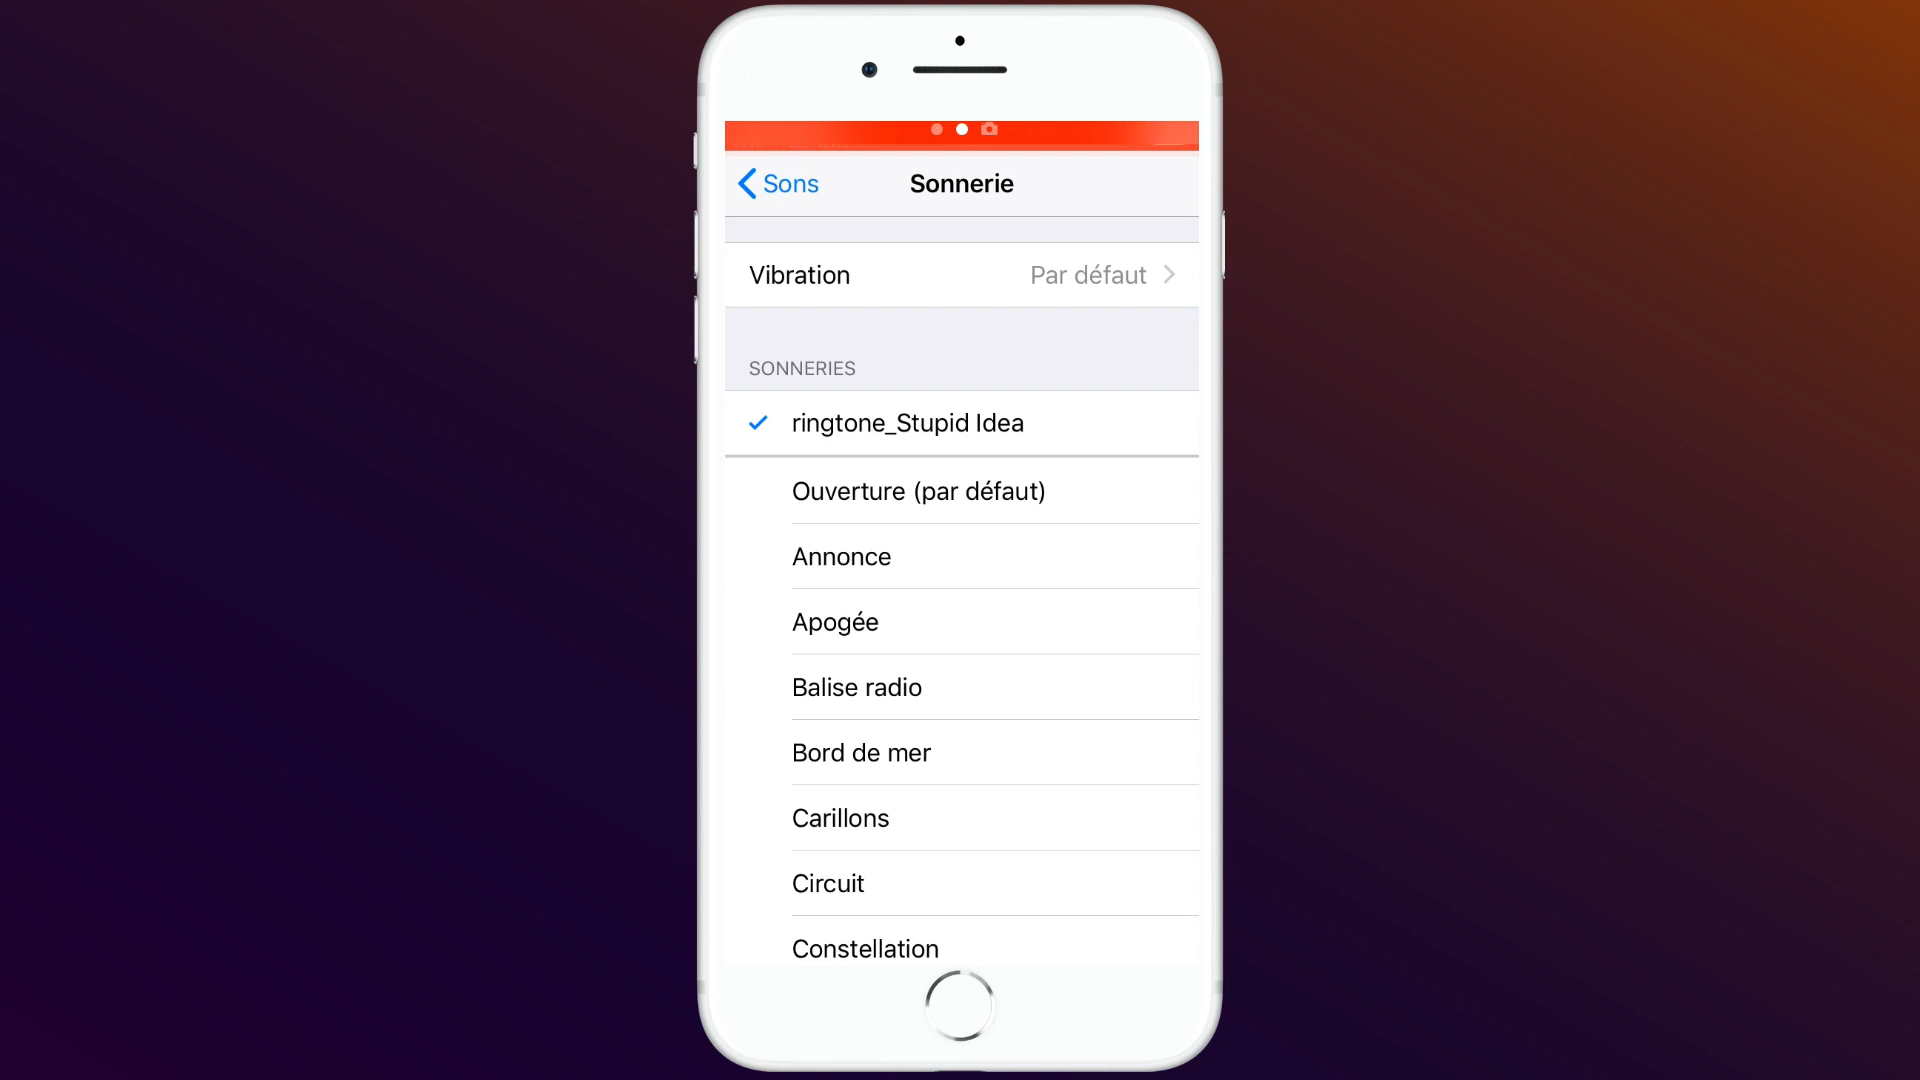 Sons
Sonnerie
Vibration
Par défaut
SONNERIES
ringtone_Stupid Idea
Ouverture (par défaut)
Annonce
Apogée
Balise radio
Bord de mer
Carillons
Circuit
Constellation